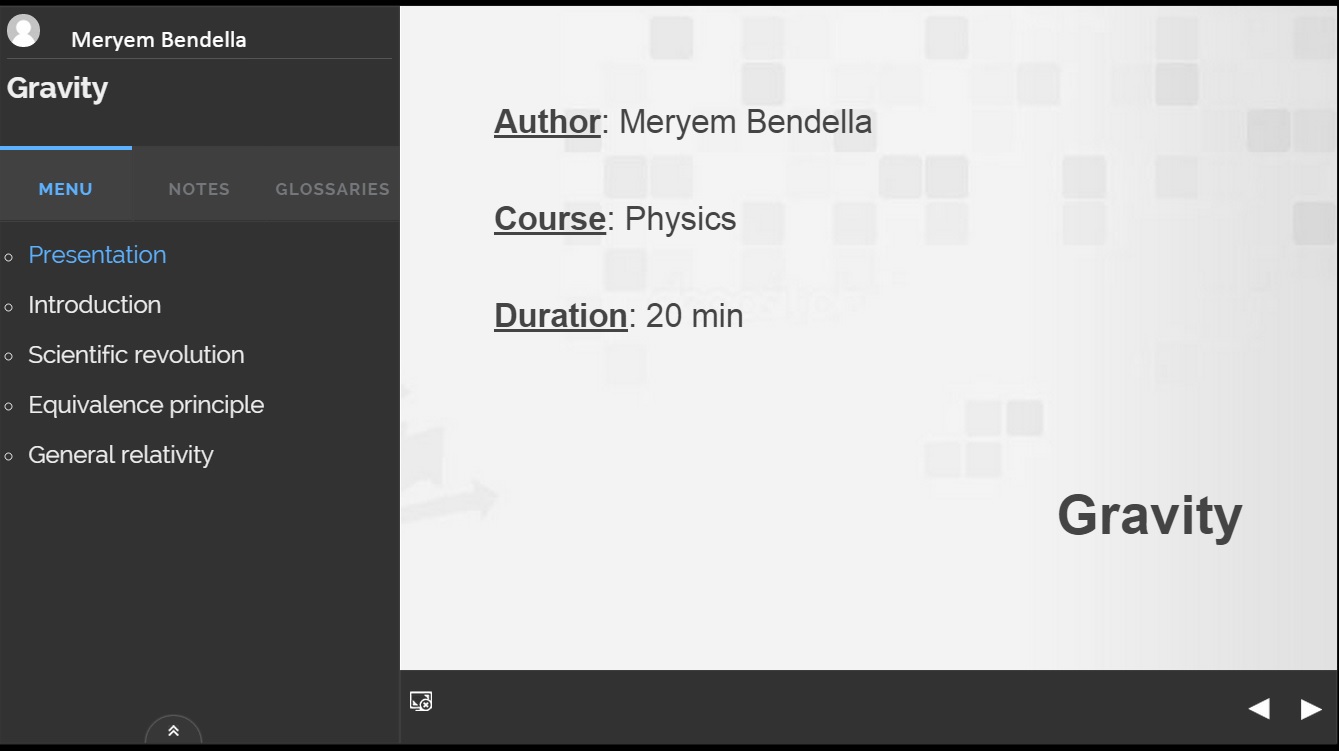 Meryem Bendella
Gravity
MENU NOTES GLOSSARIES
Presentation
Introduction
Scientific revolution
Equivalence principle
General relativity
Author: Meryem Bendella
Course: Physics
Duration: 20 min
Gravity